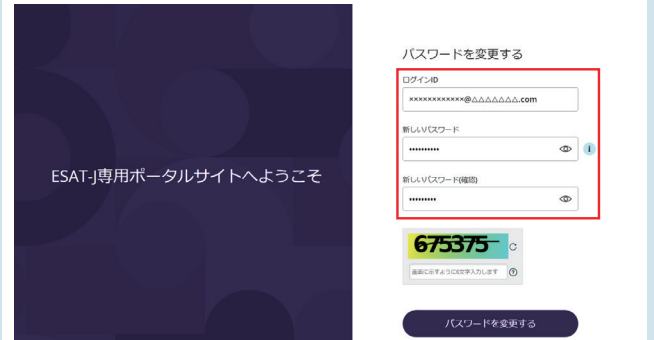 ESAT-J専用ポータルサイトへようこそ
パスワードを変更する
ログインID
××××××××××××@△△△△△△△.com
新しいパスワード
••••••••••
i
新しいパスワード(確認)
•••••••••
675375
画面に示すように文字入力します
?
パスワードを変更する